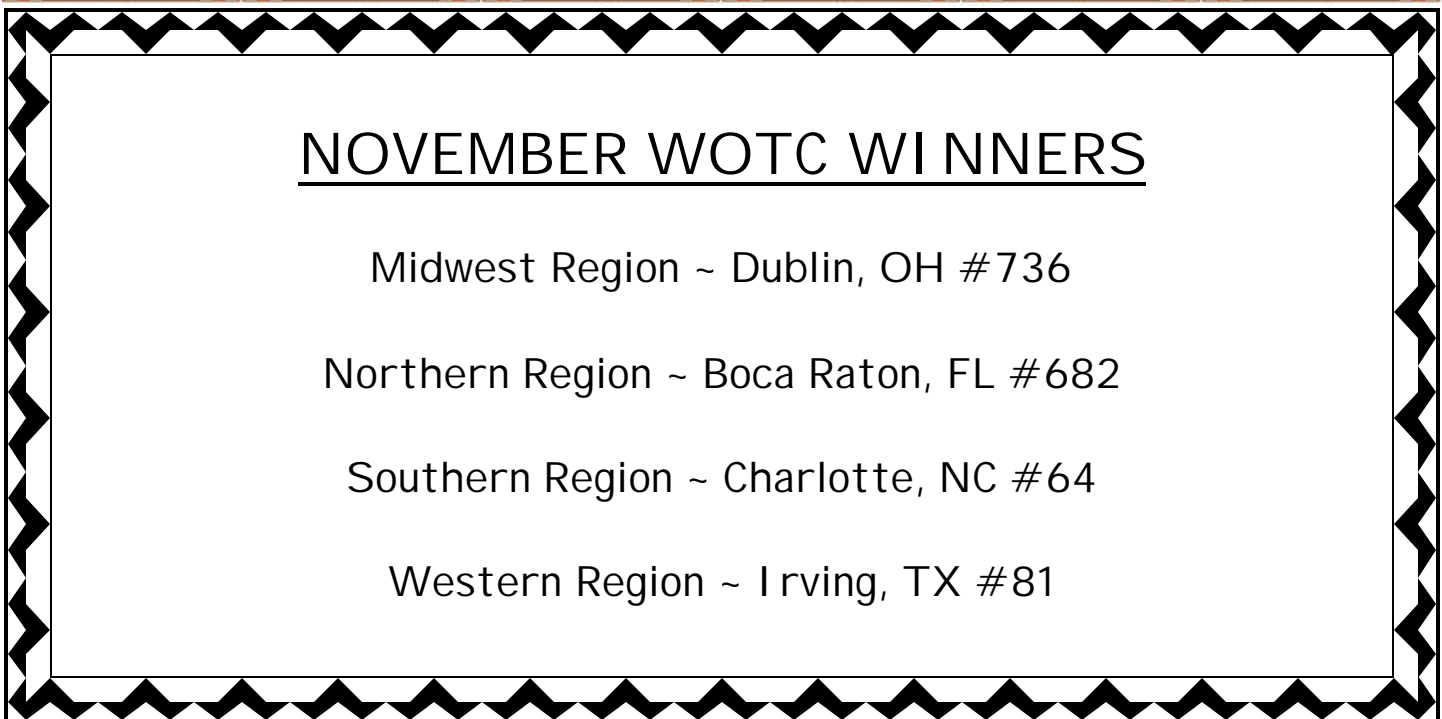 NOVEMBER WOTC WINNERS
Midwest Region ~ Dublin, OH #736
Northern Region ~ Boca Raton, FL #682
Southern Region ~ Charlotte, NC #64
Western Region ~ Irving, TX #81